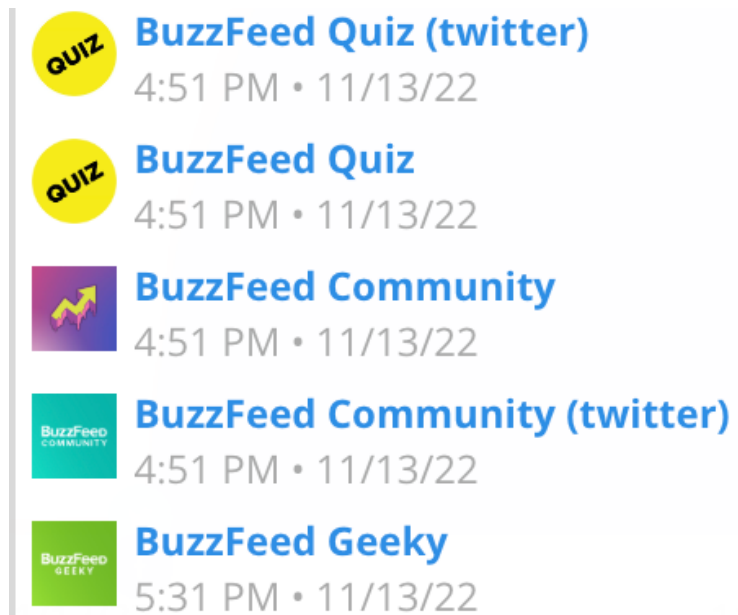 QUIZ
BuzzFeed Quiz (twitter)
4:51 PM • 11/13/22
QUIZ
BuzzFeed Quiz
4:51 PM • 11/13/22
BuzzFeed Community
4:51 PM • 11/13/22
BuzzFeed
COMMUNITY
BuzzFeed Community (twitter)
4:51 PM • 11/13/22
BuzzFeed
GEEKY
BuzzFeed Geeky
5:31 PM • 11/13/22